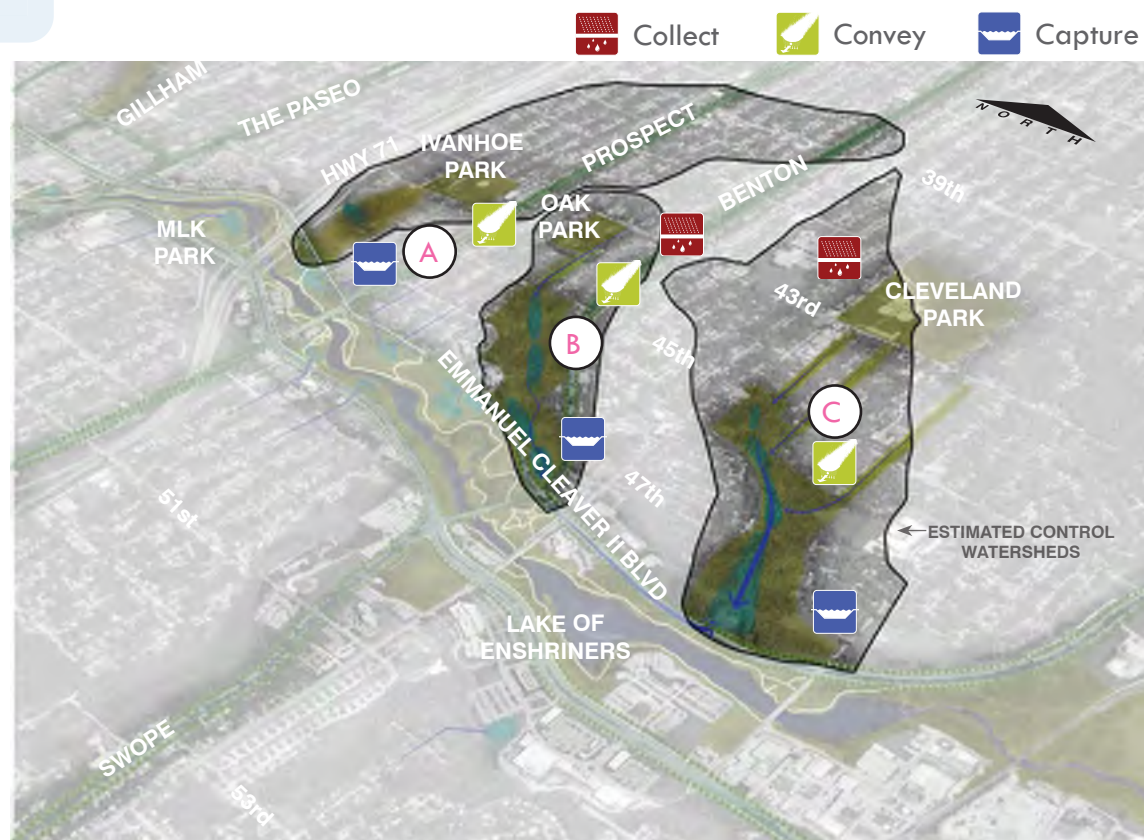 Collect
Convey
Capture
GILLHAM
THE PASEO
HWY 71
IVANHOE
PARK
PROSPECT
NORTH
MLK
PARK
OAK
PARK
BENTON
39th
A
43rd
CLEVELAND
PARK
B
45th
EMMANUEL CLEAVER II BLVD
C
47th
51st
ESTIMATED CONTROL
WATERSHEDS
LAKE OF
ENSHRINERS
SWOPE
53rd